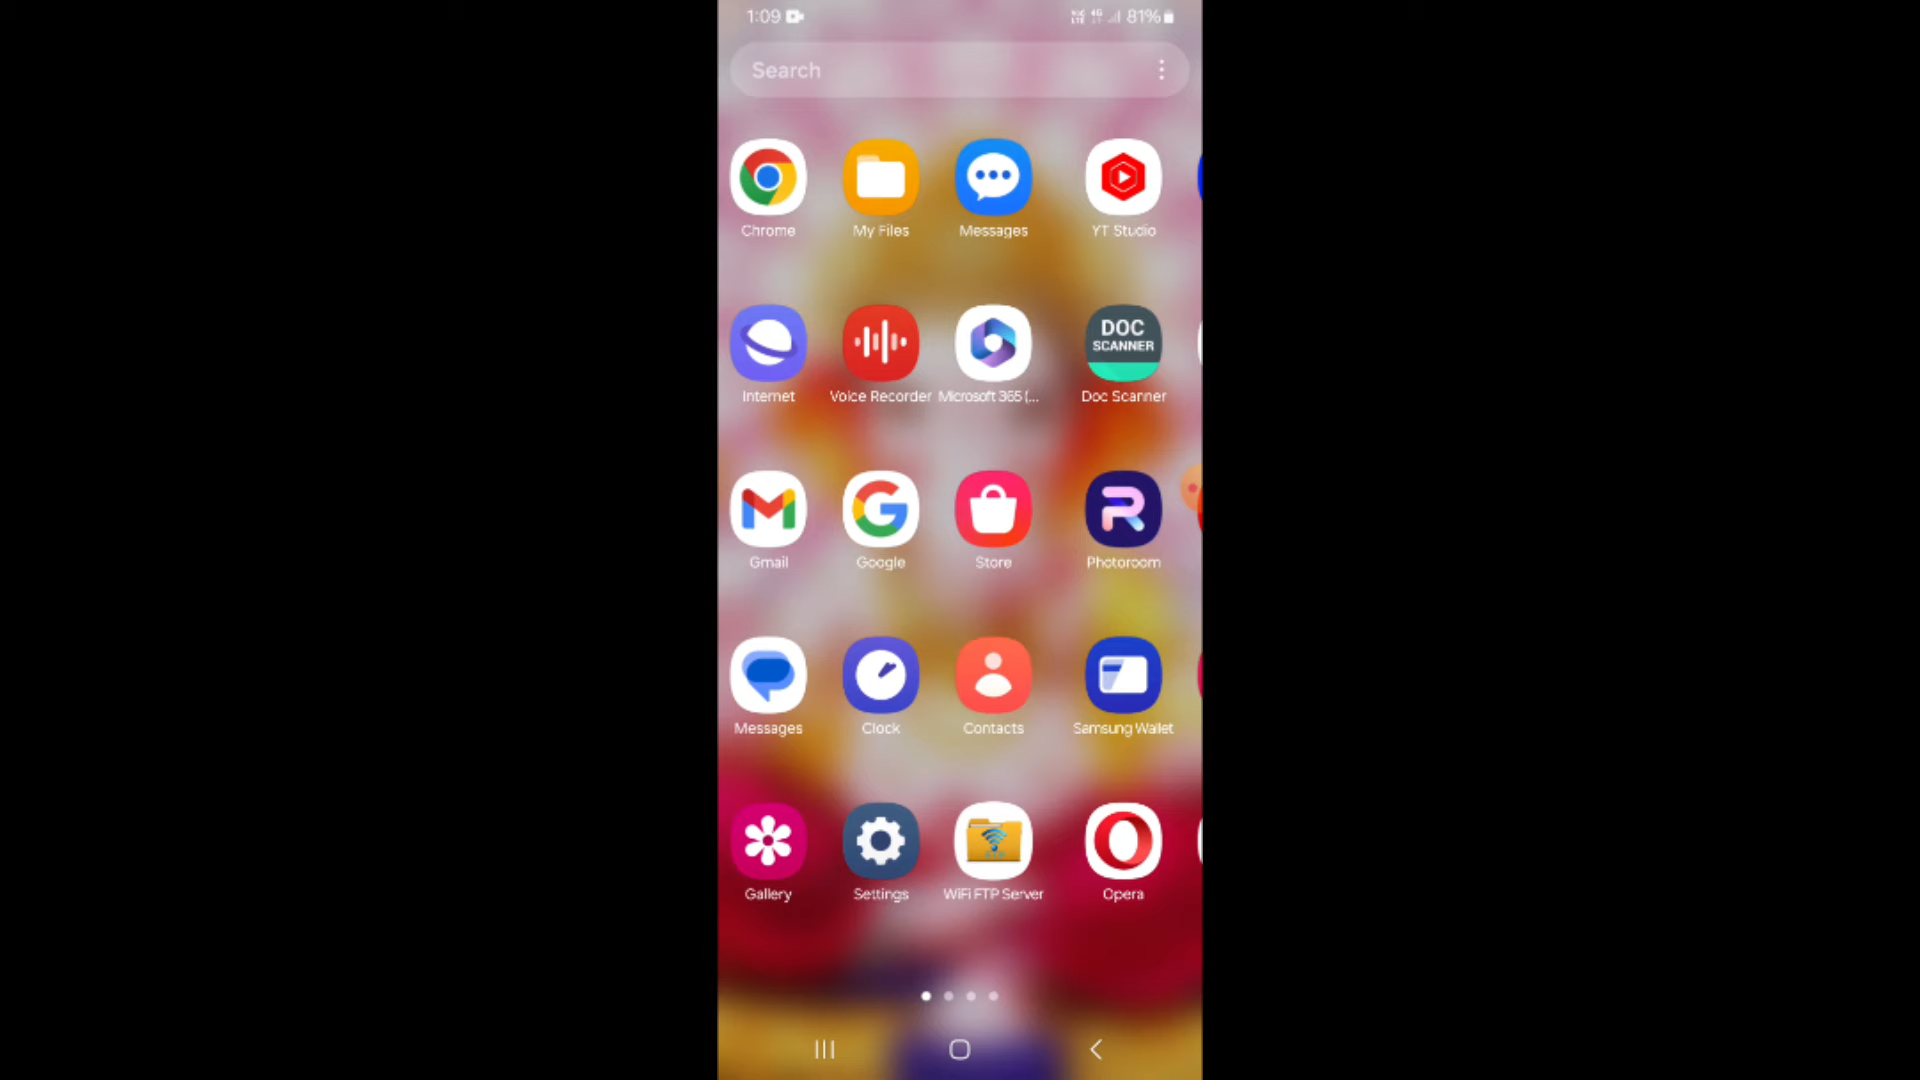 1:09
81%
Search
Chrome
My Files
Messages
YT Studio
DOC
SCANNER
Internet
Voice Recorder
Microsoft 365 (...
Doc Scanner
Gmail
Google
Store
Photoroom
Messages
Clock
Contacts
Samsung Wallet
Gallery
Settings
WiFi FTP Server
Opera